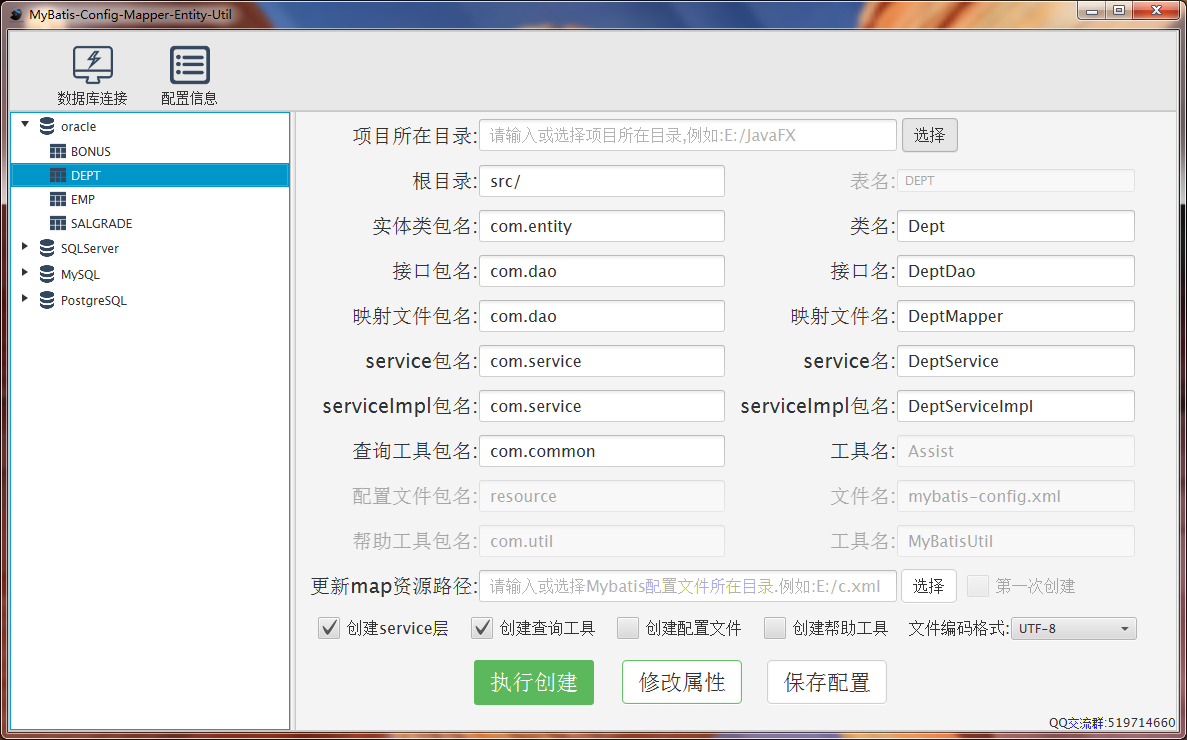 MyBatis-Config-Mapper-Entity-Util
数据库连接 配置信息
oracle
BONUS
DEPT
EMP
SALGRADE
SQLServer
MySQL
PostgreSQL
项目所在目录: 请输入或选择项目所在目录,例如:E:/JavaFX 选择
根目录: src/ 表名: DEPT
实体类包名: com.entity 类名: Dept
接口包名: com.dao 接口名: DeptDao
映射文件包名: com.dao 映射文件名: DeptMapper
service包名: com.service service名: DeptService
serviceImpl包名: com.service serviceImpl包名: DeptServiceImpl
查询工具包名: com.common 工具名: Assist
配置文件包名: resource 文件名: mybatis-config.xml
帮助工具包名: com.util 工具名: MyBatisUtil
更新map资源路径: 请输入或选择Mybatis配置文件所在目录.例如:E:/c.xml 选择 第一次创建
创建service层 创建查询工具 创建配置文件 创建帮助工具 文件编码格式: UTF-8
执行创建 修改属性 保存配置
QQ交流群:519714660